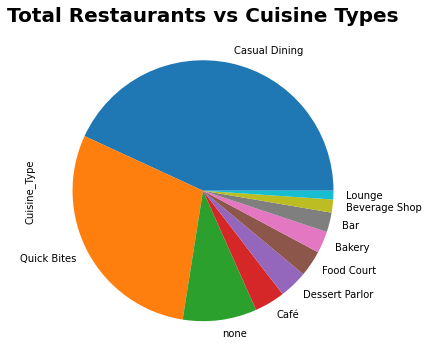 Total Restaurants vs Cuisine Types
Casual Dining
Cuisine_Type
Quick Bites
none
Café
Dessert Parlor
Food Court
Bakery
Bar
Beverage Shop
Lounge